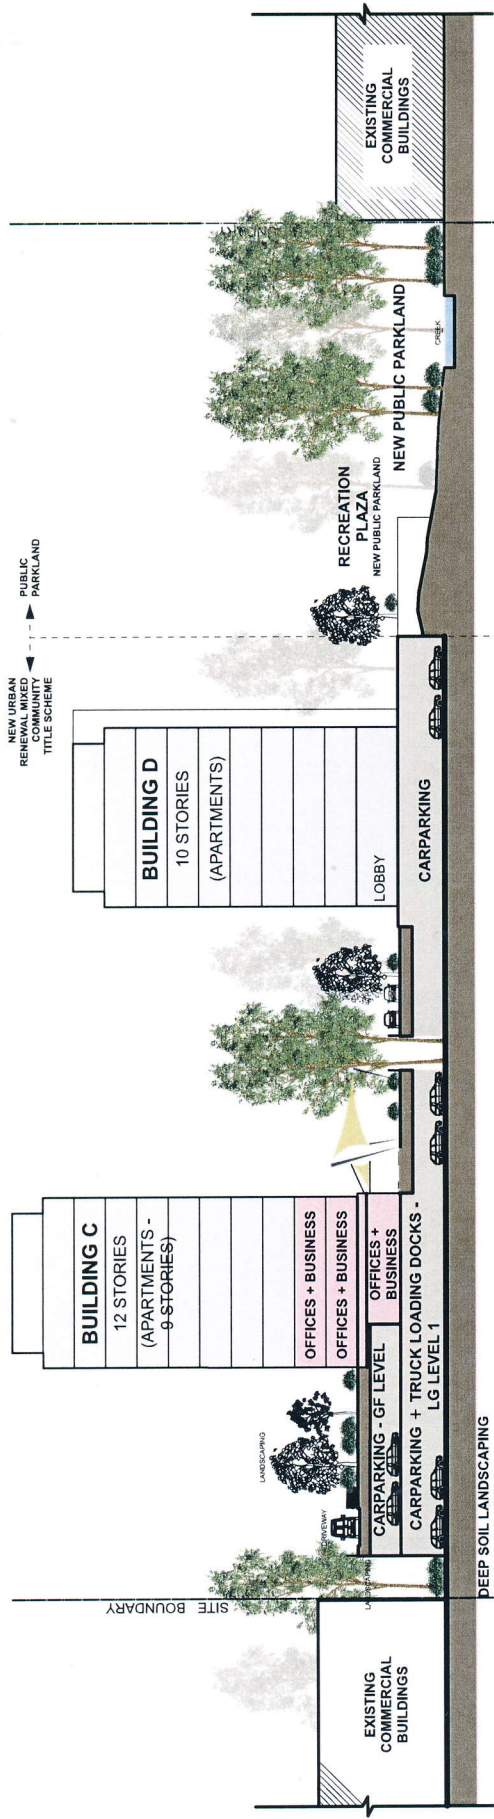 EXISTING
COMMERCIAL
BUILDINGS
SITE BOUNDARY
LANDSCAPING
DEEP SOIL LANDSCAPING
DRIVEWAY
LANDSCAPING
CARPARKING - GF LEVEL
CARPARKING + TRUCK LOADING DOCKS -
LG LEVEL 1
BUILDING C
12 STORIES
(APARTMENTS -
9 STORIES)
OFFICES + BUSINESS
OFFICES + BUSINESS
OFFICES +
BUSINESS
BUILDING D
10 STORIES
(APARTMENTS)
LOBBY
CARPARKING
NEW URBAN
RENEWAL MIXED
COMMUNITY
TITLE SCHEME
PUBLIC
PARKLAND
RECREATION
PLAZA
NEW PUBLIC PARKLAND
NEW PUBLIC PARKLAND
CREEK
EXISTING
COMMERCIAL
BUILDINGS